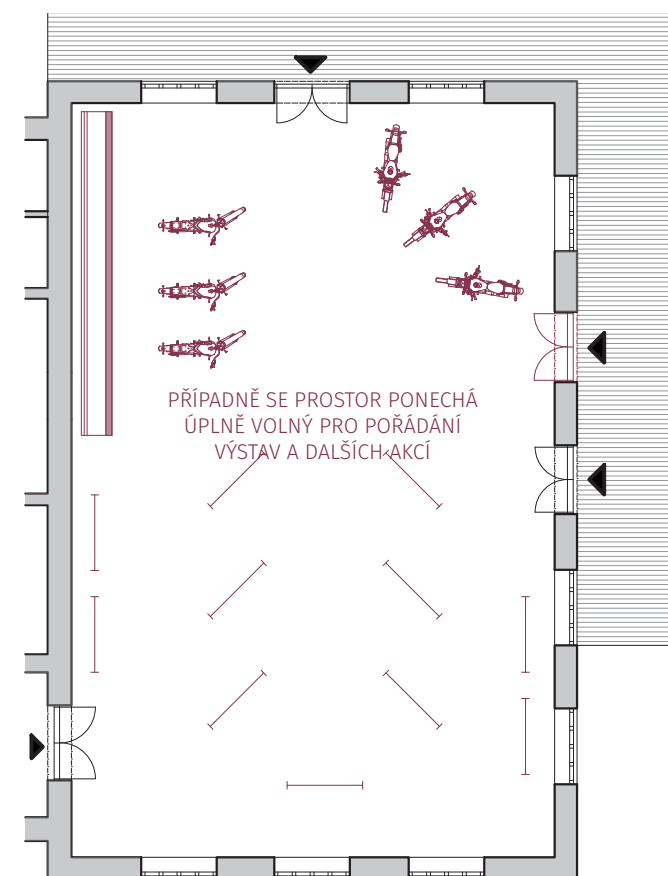 PŘÍPADNĚ SE PROSTOR PONECHÁ
ÚPLNĚ VOLNÝ PRO POŘÁDÁNÍ
VÝSTAV A DALŠÍCH AKCÍ